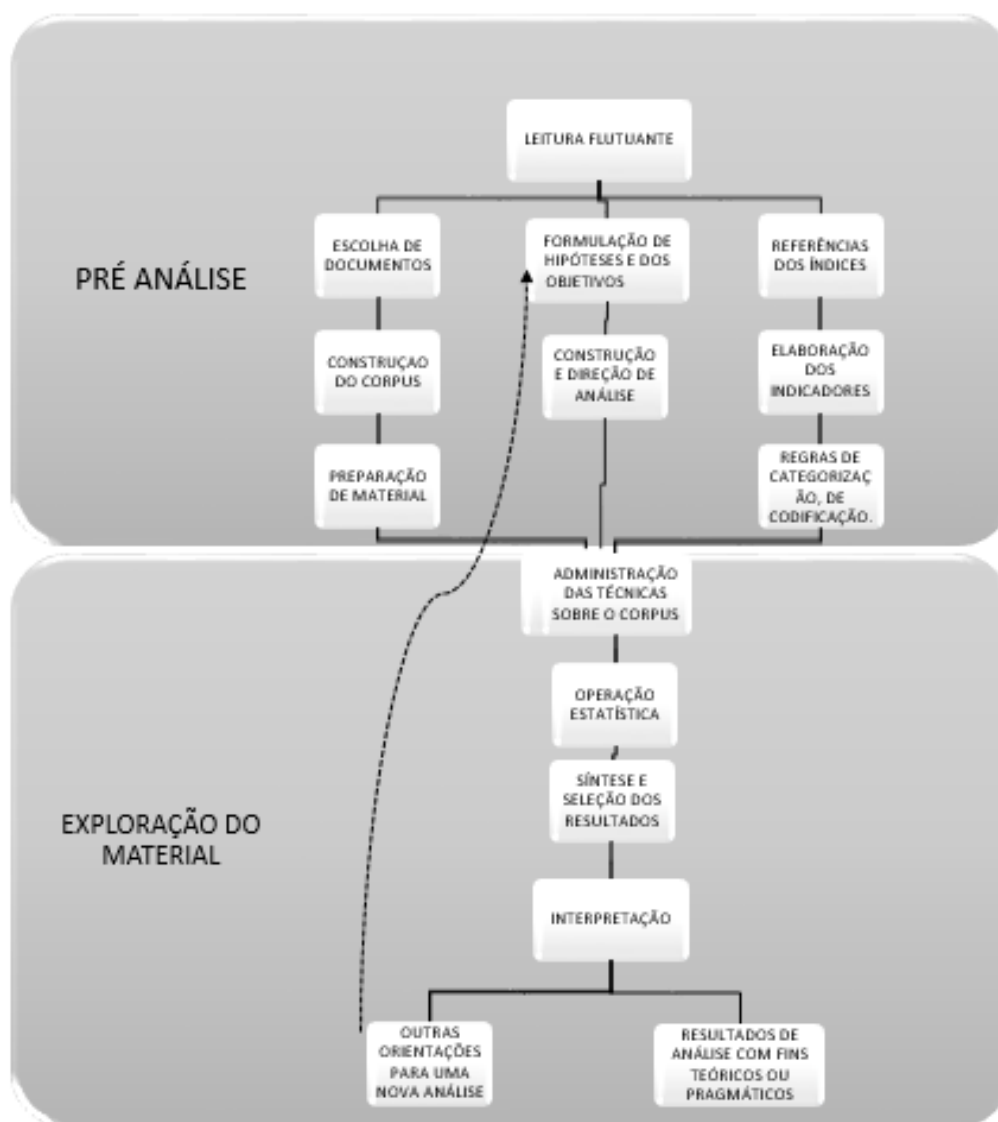 LEITURA FLUTUANTE
PRÉ ANÁLISE
ESCOLHA DE
DOCUMENTOS
FORMULAÇÃO DE
HIPÓTESES E DOS
OBJETIVOS
REFERÊNCIAS
DOS ÍNDICES
CONSTRUÇAO
DO CORPUS
CONSTRUÇÃO
E DIREÇÃO DE
ANÁLISE
ELABORAÇÃO
DOS
INDICADORES
PREPARAÇÃO
DE MATERIAL
REGRAS DE
CATEGORIZAÇ
ÃO, DE
CODIFICAÇÃO.
EXPLORAÇÃO DO
MATERIAL
ADMINISTRAÇÃO
DAS TÉCNICAS
SOBRE O CORPUS
OPERAÇÃO
ESTATÍSTICA
SÍNTESE E
SELEÇÃO DOS
RESULTADOS
INTERPRETAÇÃO
OUTRAS
ORIENTAÇÕES
PARA UMA
NOVA ANÁLISE
RESULTADOS DE
ANÁLISE COM FINS
TEÓRICOS OU
PRAGMÁTICOS